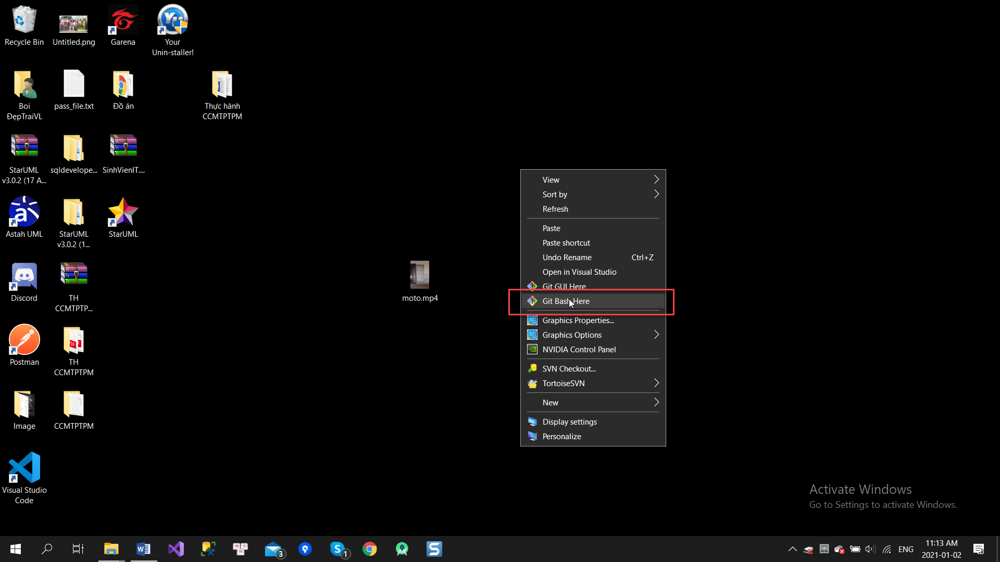 Recycle Bin
Untitled.png
Garena
Your
Unin-staller!
Boi
ĐẹpTraiVL
pass_file.txt
Đồ án
Thực hành
CCMTPTPM
StarUML
v3.0.2 (17 A...
sqldevelope...
SinhVienIT....
Astah UML
StarUML
v3.0.2 (1...
StarUML
Discord
TH
CCMTPTP...
moto.mp4
Postman
TH
CCMTPTPM
Image
CCMTPTPM
Visual Studio
Code
View
Sort by
Refresh
Paste
Paste shortcut
Undo Rename Ctrl+Z
Open in Visual Studio
Git GUI Here
Git Bash Here
Graphics Properties...
Graphics Options
NVIDIA Control Panel
SVN Checkout...
TortoiseSVN
New
Display settings
Personalize
Activate Windows
Go to Settings to activate Windows.
3
1
ENG
11:13 AM
2021-01-02